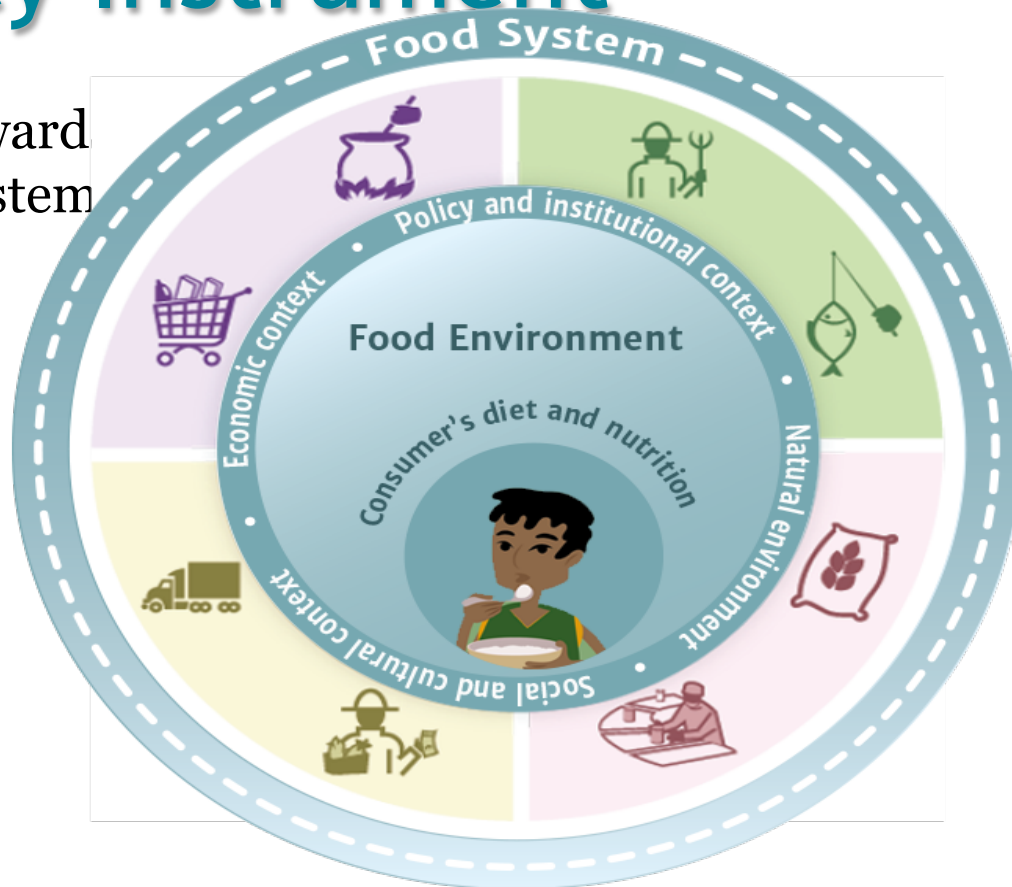 Instrument
Food System
Policy and institutional context
Economic context
Food Environment
Consumer's diet and nutrition
Natural environment
Social and cultural context